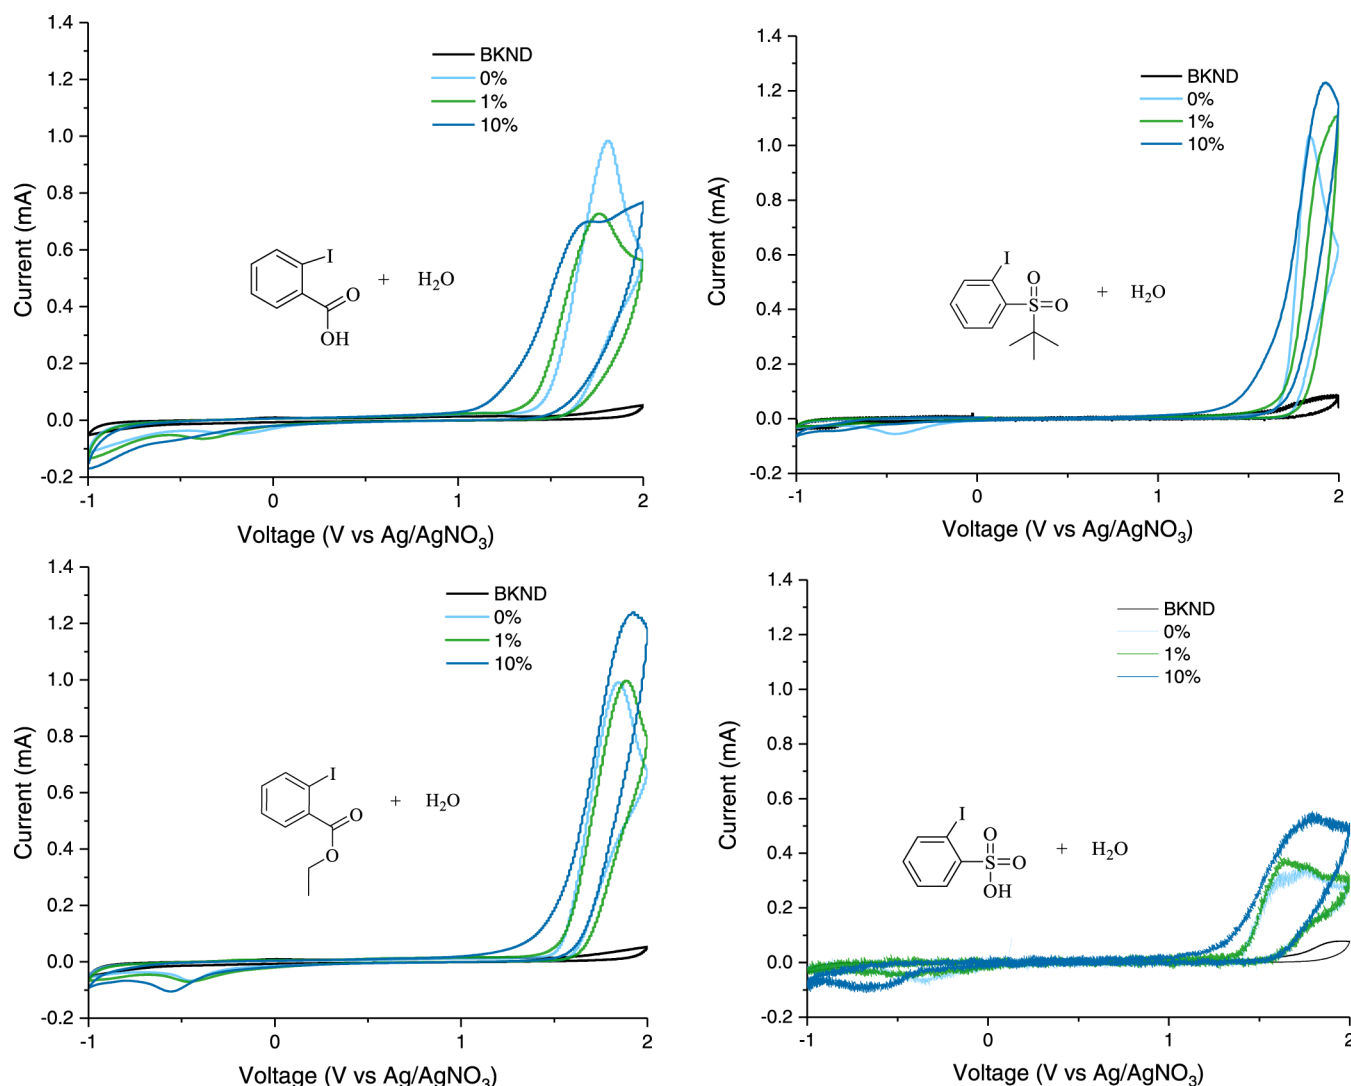 1.4
1.2
1.0
0.8
0.6
0.4
0.2
0.0
-0.2
Current (mA)
BKND
0%
1%
10%
I
O
OH
+ H₂O
-1 0 1 2
Voltage (V vs Ag/AgNO₃)
1.4
1.2
1.0
0.8
0.6
0.4
0.2
0.0
-0.2
Current (mA)
BKND
0%
1%
10%
I
O
S O
+ H₂O
-1 0 1 2
Voltage (V vs Ag/AgNO₃)
1.4
1.2
1.0
0.8
0.6
0.4
0.2
0.0
-0.2
Current (mA)
BKND
0%
1%
10%
I
O
O
+ H₂O
-1 0 1 2
Voltage (V vs Ag/AgNO₃)
1.4
1.2
1.0
0.8
0.6
0.4
0.2
0.0
-0.2
Current (mA)
BKND
0%
1%
10%
I
O
S O
OH
+ H₂O
-1 0 1 2
Voltage (V vs Ag/AgNO₃)